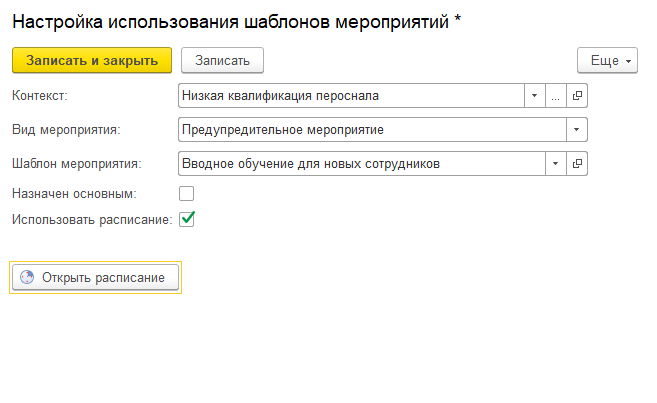 Настройка использования шаблонов мероприятий *
Записать и закрыть Записать Еще
Контекст: Низкая квалификация пероснала ...
Вид мероприятия: Предупредительное мероприятие
Шаблон мероприятия: Вводное обучение для новых сотрудников
Назначен основным:
Использовать расписание:
Открыть расписание